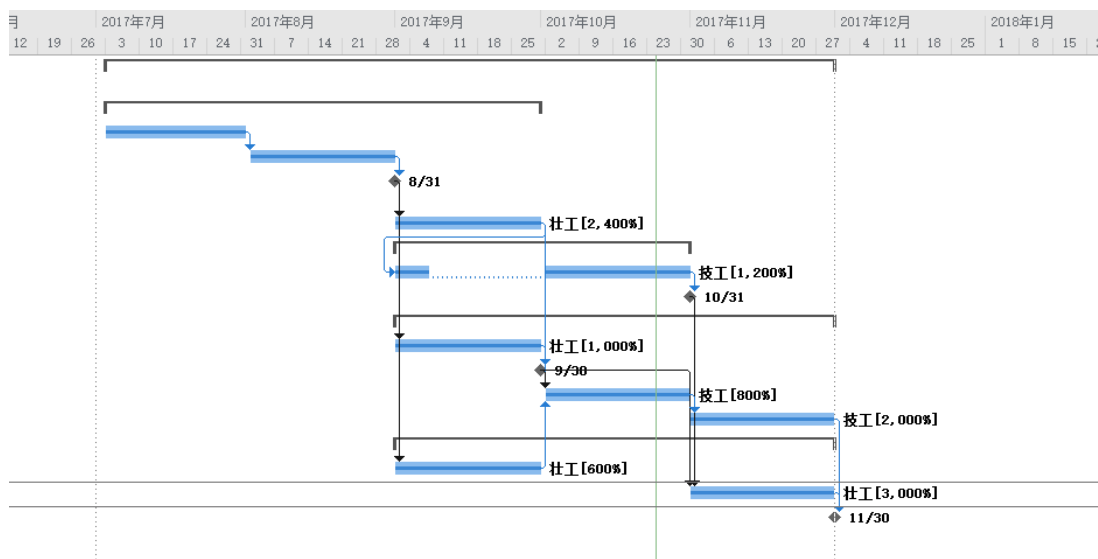 月 2017年7月 2017年8月 2017年9月 2017年10月 2017年11月 2017年12月 2018年1月
12 19 26 3 10 17 24 31 7 14 21 28 4 11 18 25 2 9 16 23 30 6 13 20 27 4 11 18 25 1 8 15
8/31
壮工[2,400%]
技工[1,200%]
10/31
壮工[1,000%]
9/30
技工[800%]
技工[2,000%]
壮工[600%]
壮工[3,000%]
11/30